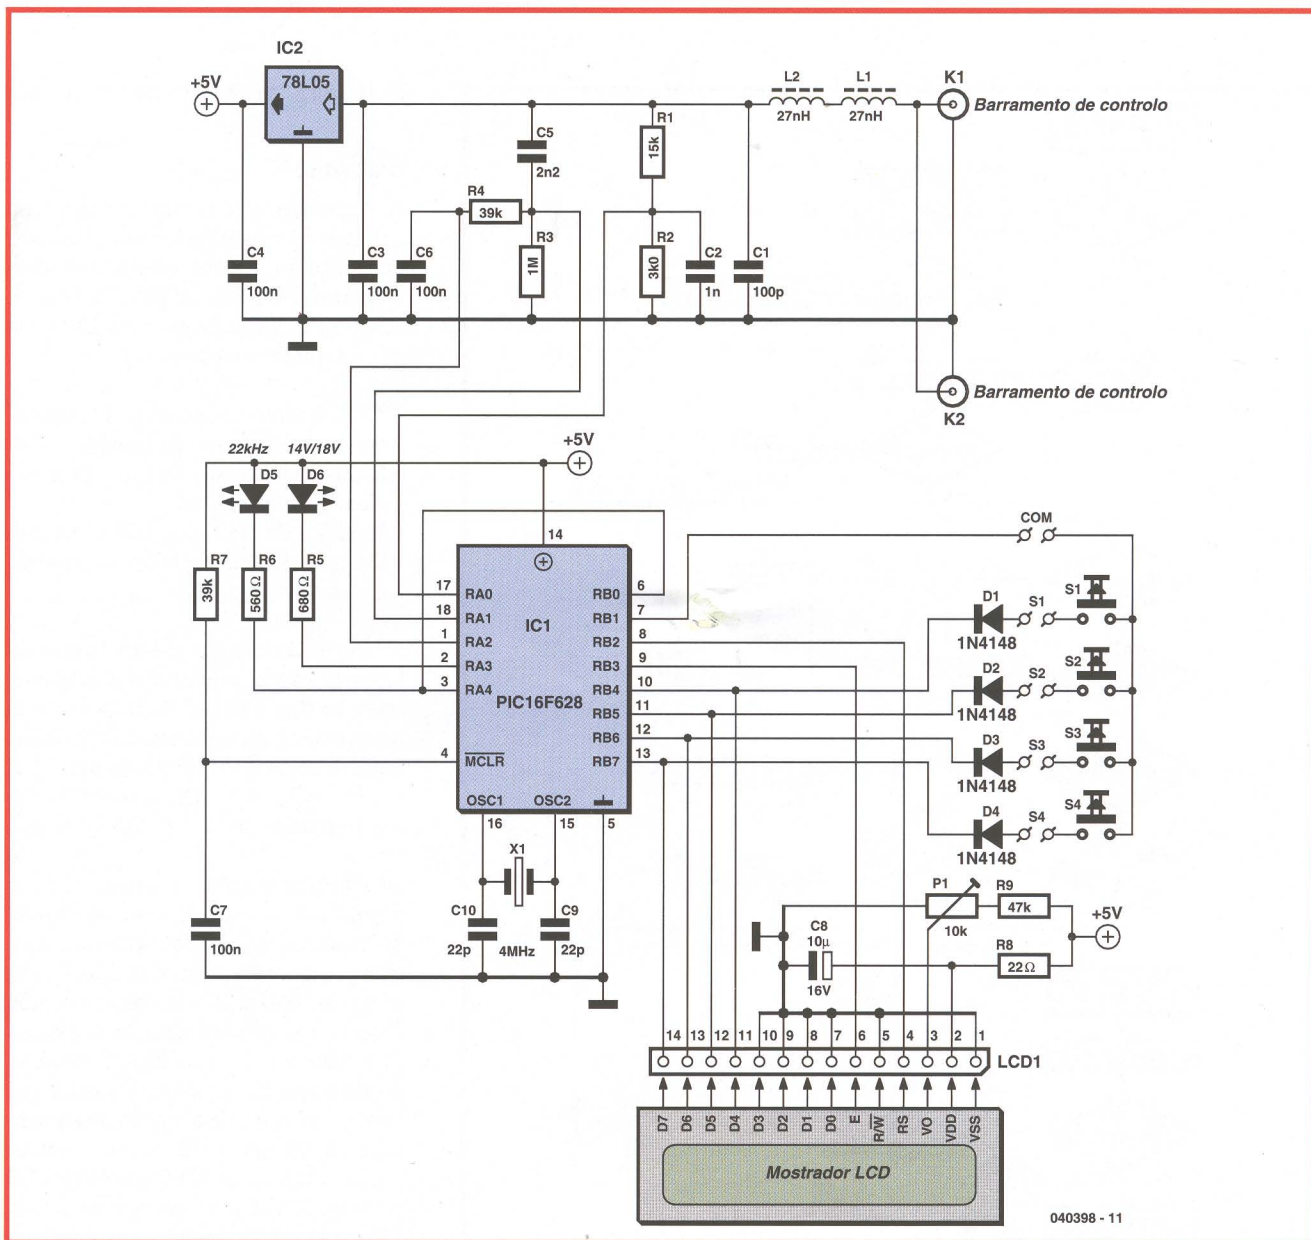 IC2
78L05
+5V
L2
27nH
L1
27nH
K1
Barramento de controlo
C5
2n2
R1
15k
R4
39k
C4
100n
C3
100n
C6
100n
R3
1M
R2
3k0
C2
1n
C1
100p
Barramento de controlo
K2
22kHz
14V/18V
+5V
D5
D6
R7
39k
R6
560 Ω
R5
680 Ω
14
COM
17
RA0
RB0
6
18
RA1
RB1
7
1
RA2
RB2
8
2
RA3
RB3
9
3
RA4
RB4
10
RB5
11
RB6
12
4
MCLR
RB7
13
IC1
PIC16F628
OSC1
OSC2
16
15
5
D1
1N4148
S1
S1
D2
1N4148
S2
S2
D3
1N4148
S3
S3
D4
1N4148
S4
S4
X1
4MHz
C10
22p
C9
22p
C7
100n
P1
10k
R9
47k
+5V
C8
10µ
16V
R8
22Ω
14
13
12
11
10
9
8
7
6
5
4
3
2
1
LCD1
D7
D6
D5
D4
D3
D2
D1
D0
E
R/W
RS
VO
VDD
VSS
Mostrador LCD
040398 - 11